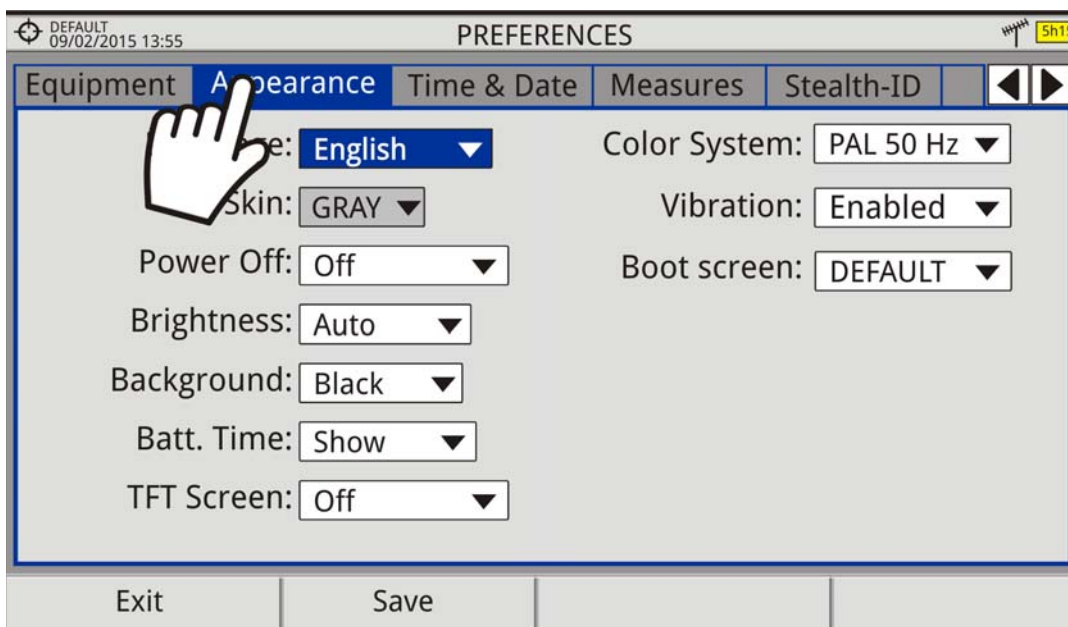 DEFAULT
09/02/2015 13:55
PREFERENCES
Equipment Appearance Time & Date Measures Stealth-ID
English
Skin: GRAY
Power Off: Off
Brightness: Auto
Background: Black
Batt. Time: Show
TFT Screen: Off
Color System: PAL 50 Hz
Vibration: Enabled
Boot screen: DEFAULT
Exit Save